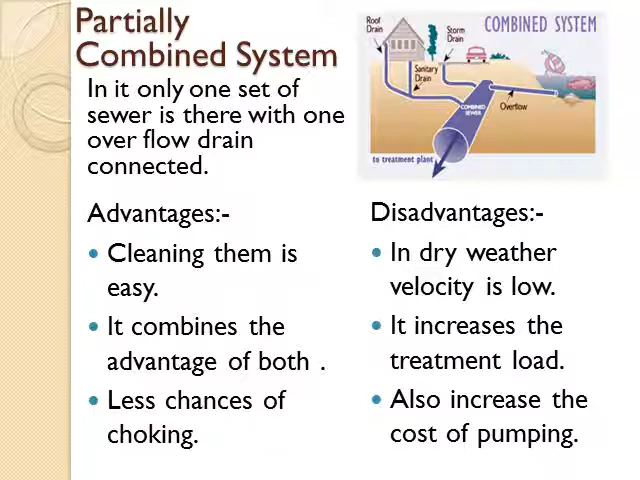 Partially
Combined System
In it only one set of
sewer is there with one
over flow drain
connected.
COMBINED SYSTEM
Roof
Drain
Storm
Drain
Sanitary
Drain
COMBINED
SEWER
Overflow
to treatment plant
Advantages:-
• Cleaning them is
easy.
• It combines the
advantage of both .
• Less chances of
choking.
Disadvantages:-
• In dry weather
velocity is low.
• It increases the
treatment load.
• Also increase the
cost of pumping.